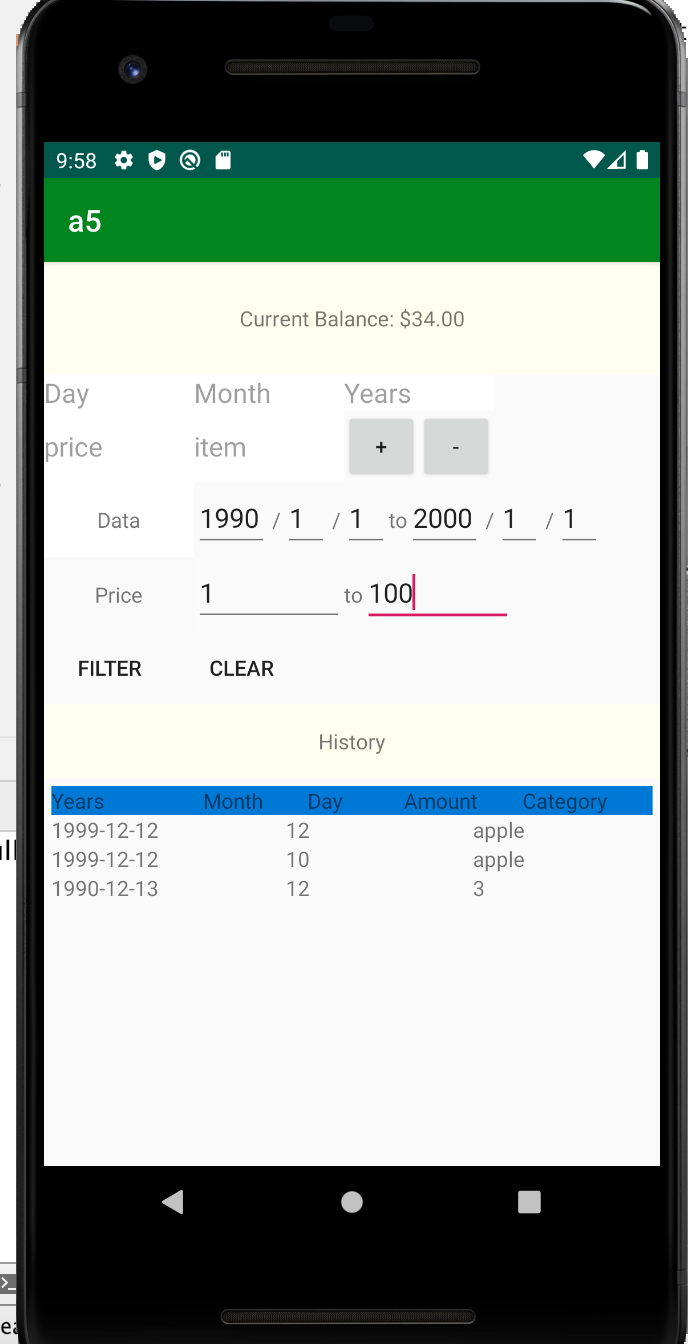 9:58
a5
Current Balance: $34.00
Day Month Years
price item + -
Data 1990 / 1 / 1 to 2000 / 1 / 1
Price 1 to 100
FILTER CLEAR
History
Years Month Day Amount Category
1999-12-12 12 apple
1999-12-12 10 apple
1990-12-13 12 3